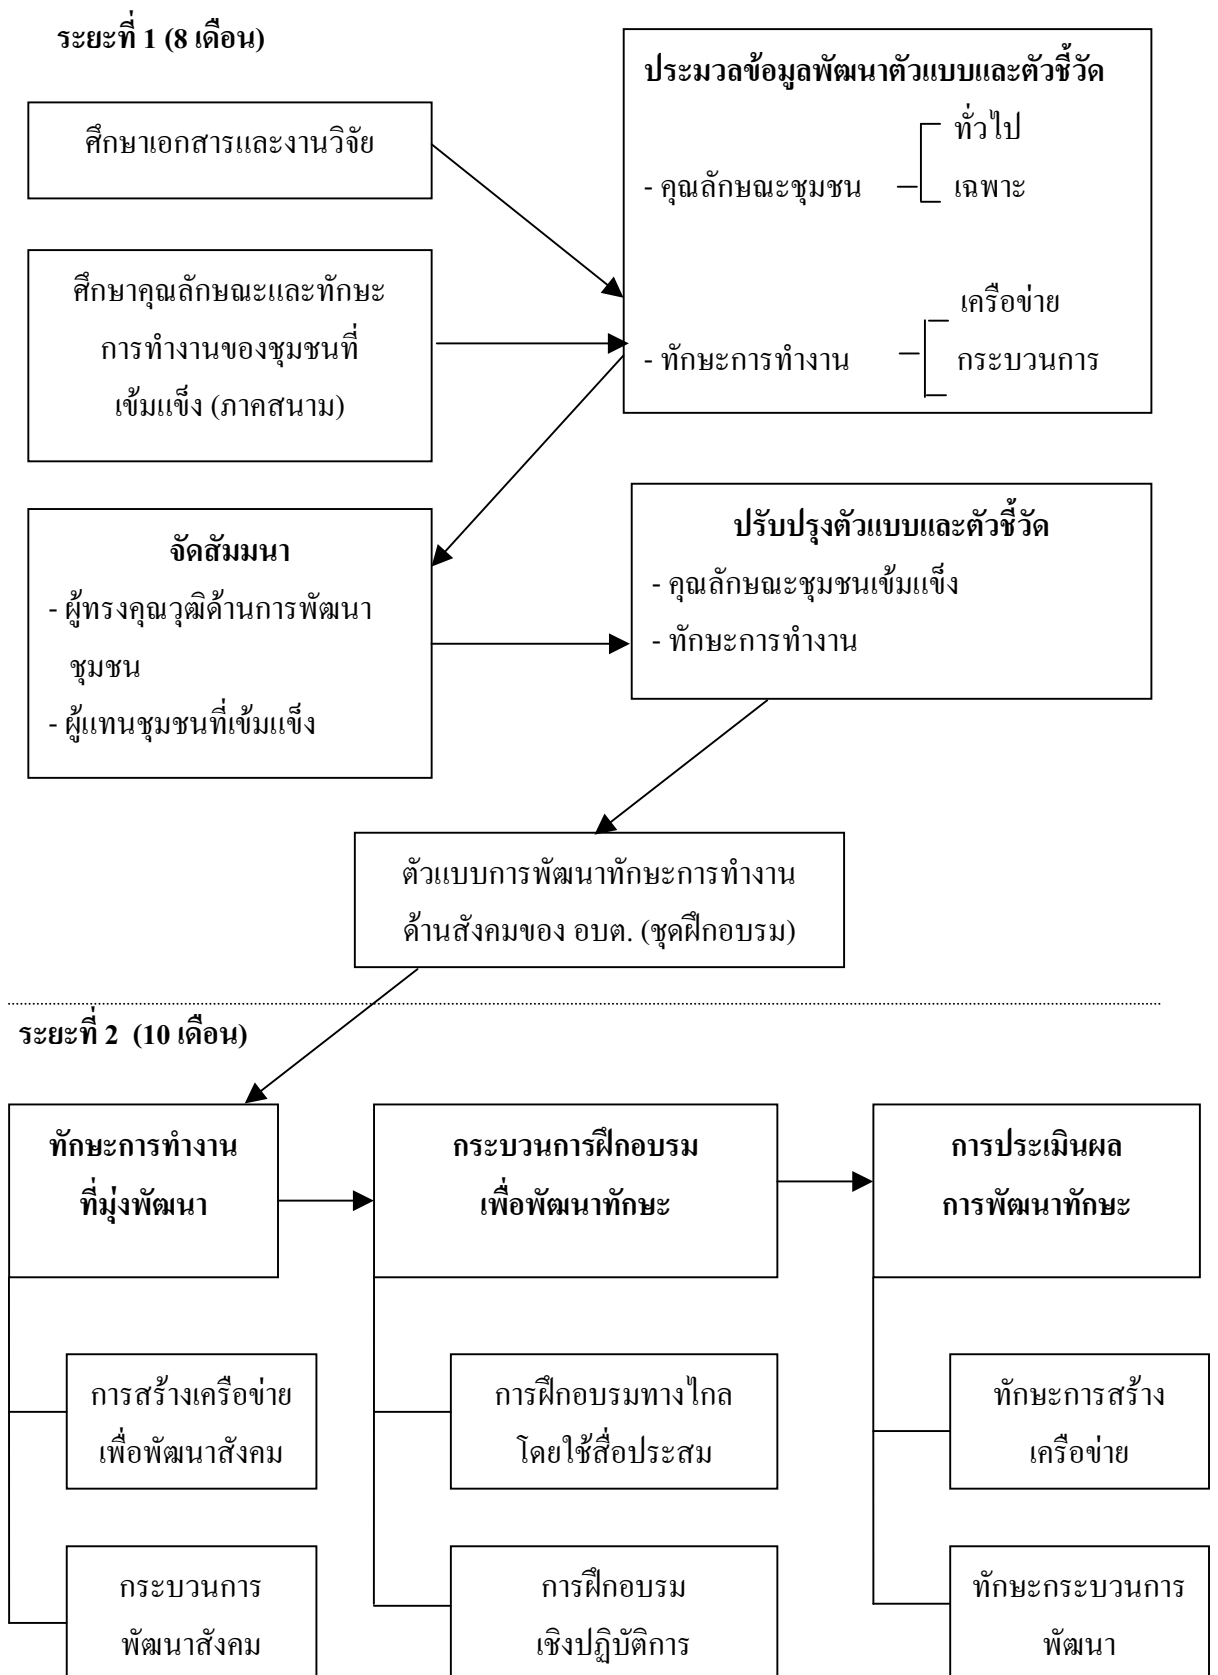 ระยะที่ 1 (8 เดือน)
ประมวลข้อมูลพัฒนาตัวแบบและตัวชี้วัด
ทั่วไป
- คุณลักษณะชุมชน
เฉพาะ
เครือข่าย
- ทักษะการทำงาน
กระบวนการ
ศึกษาเอกสารและงานวิจัย
ศึกษาคุณลักษณะและทักษะ
การทำงานของชุมชนที่
เข้มแข็ง (ภาคสนาม)
จัดสัมมนา
- ผู้ทรงคุณวุฒิด้านการพัฒนา
ชุมชน
- ผู้แทนชุมชนที่เข้มแข็ง
ปรับปรุงตัวแบบและตัวชี้วัด
- คุณลักษณะชุมชนเข้มแข็ง
- ทักษะการทำงาน
ตัวแบบการพัฒนาทักษะการทำงาน
ด้านสังคมของ อบต. (ชุดฝึกอบรม)
ระยะที่ 2 (10 เดือน)
ทักษะการทำงาน
ที่มุ่งพัฒนา
กระบวนการฝึกอบรม
เพื่อพัฒนาทักษะ
การประเมินผล
การพัฒนาทักษะ
การสร้างเครือข่าย
เพื่อพัฒนาสังคม
การฝึกอบรมทางไกล
โดยใช้สื่อประสม
ทักษะการสร้าง
เครือข่าย
กระบวนการ
พัฒนาสังคม
การฝึกอบรม
เชิงปฏิบัติการ
ทักษะกระบวนการ
พัฒนา